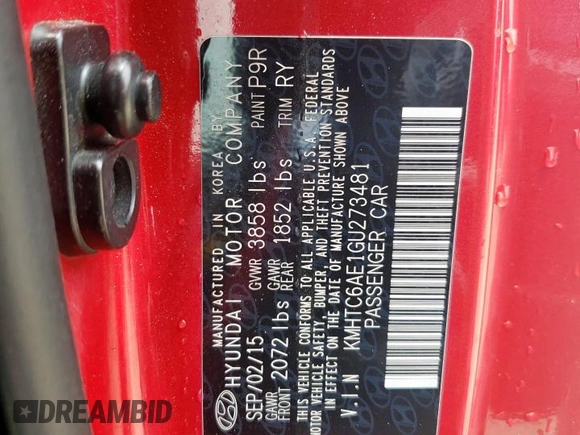 MANUFACTURED IN KOREA BY
HYUNDAI MOTOR COMPANY
SEP/02/15 GVWR 3858 lbs PAINT P9R
GAWR FRONT 2072 lbs GAWR REAR 1852 lbs TRIM RY
THIS VEHICLE CONFORMS TO ALL APPLICABLE U.S.A. FEDERAL
MOTOR VEHICLE SAFETY, BUMPER, AND THEFT PREVENTION STANDARDS
IN EFFECT ON THE DATE OF MANUFACTURE SHOWN ABOVE
V.I.N KMHTC6AE1GU273481
PASSENGER CAR
DREAMBID